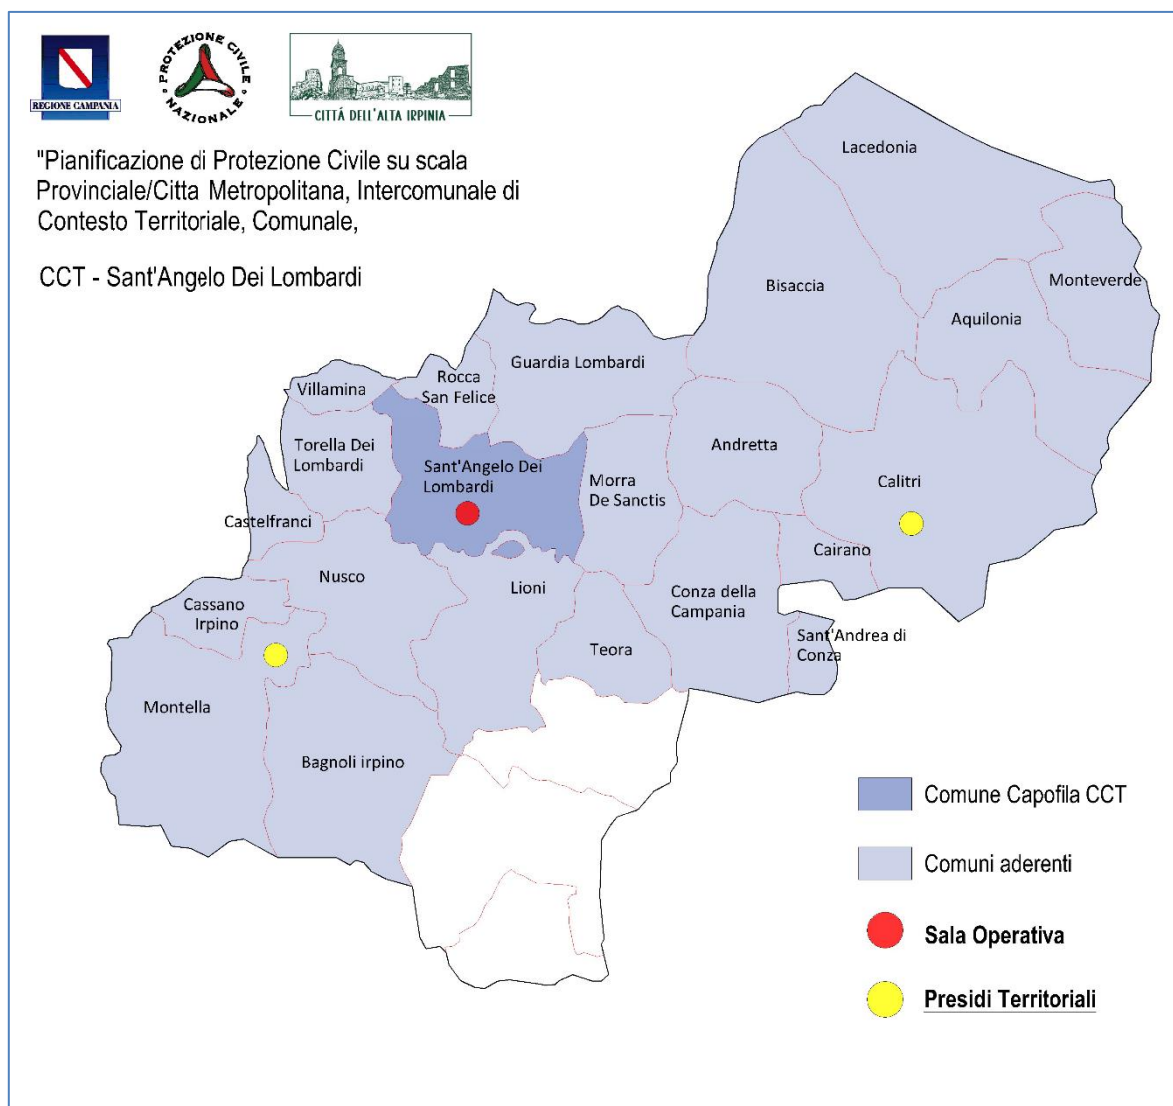 REGIONE CAMPANIA
PROTEZIONE CIVILE
NAZIONALE
CITTÁ DELL'ALTA IRPINIA
"Pianificazione di Protezione Civile su scala
Provinciale/Citta Metropolitana, Intercomunale di
Contesto Territoriale, Comunale,
CCT - Sant'Angelo Dei Lombardi
Lacedonia
Bisaccia
Monteverde
Aquilonia
Guardia Lombardi
Rocca
San Felice
Villamina
Torella Dei
Lombardi
Sant'Angelo Dei
Lombardi
Morra
De Sanctis
Andretta
Calitri
Castelfranci
Cairano
Nusco
Lioni
Conza della
Campania
Cassano
Irpino
Teora
Sant'Andrea di
Conza
Montella
Bagnoli irpino
Comune Capofila CCT
Comuni aderenti
Sala Operativa
Presidi Territoriali